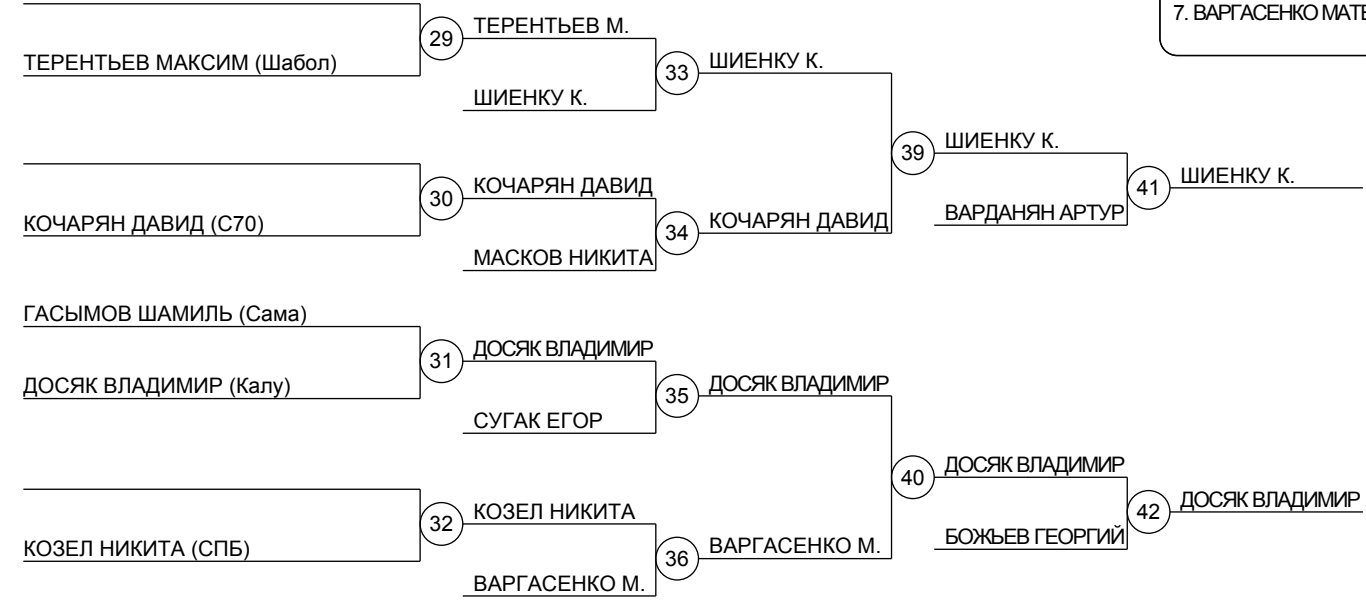 7. ВАРГАСЕНКО
ТЕРЕНТЬЕВ М.
29
ТЕРЕНТЬЕВ МАКСИМ (Шабол)
ШИЕНКУ К.
33
ШИЕНКУ К.
ШИЕНКУ К.
39
КОЧАРЯН ДАВИД
30
КОЧАРЯН ДАВИД (С70)
КОЧАРЯН ДАВИД
34
МАСКОВ НИКИТА
ШИЕНКУ К.
41
ВАРДАНЯН АРТУР
ГАСЫМОВ ШАМИЛЬ (Сама)
ДОСЯК ВЛАДИМИР
31
ДОСЯК ВЛАДИМИР (Калу)
ДОСЯК ВЛАДИМИР
35
СУГАК ЕГОР
ДОСЯК ВЛАДИМИР
40
КОЗЕЛ НИКИТА
32
КОЗЕЛ НИКИТА (СПБ)
ВАРГАСЕНКО М.
36
ВАРГАСЕНКО М.
ДОСЯК ВЛАДИМИР
42
БОЖЬЕВ ГЕОРГИЙ